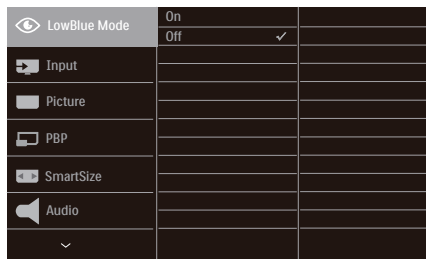 LowBlue Mode
On
Off
Input
Picture
PBP
SmartSize
Audio